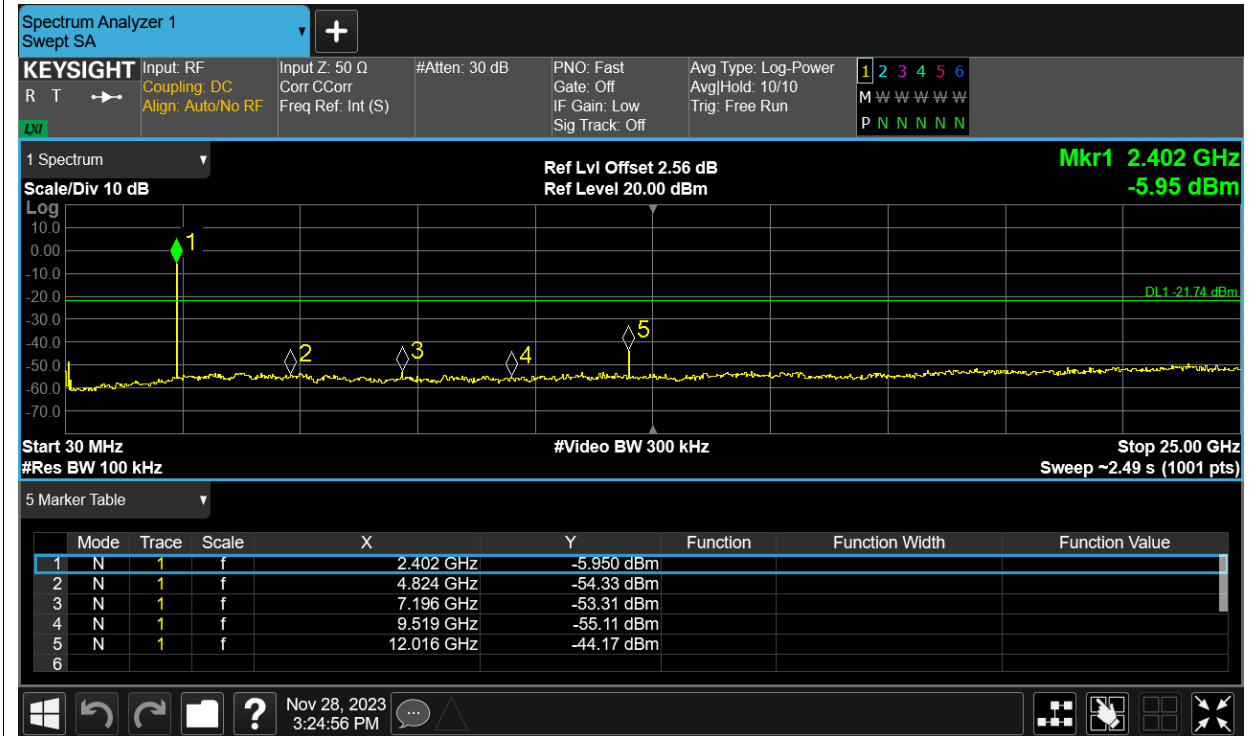 Spectrum Analyzer 1
Swept SA
+
KEYSIGHT
R T
LXI
Input: RF
Coupling: DC
Align: Auto/No RF
Input Z: 50 Ω
Corr CCorr
Freq Ref: Int (S)
#Atten: 30 dB
PNO: Fast
Gate: Off
IF Gain: Low
Sig Track: Off
Avg Type: Log-Power
Avg|Hold: 10/10
Trig: Free Run
1 2 3 4 5 6
M W W W W W
P N N N N N
1 Spectrum
Scale/Div 10 dB
Ref Lvl Offset 2.56 dB
Ref Level 20.00 dBm
Mkr1 2.402 GHz
-5.95 dBm
Log
10.0
0.00
-10.0
-20.0
-30.0
-40.0
-50.0
-60.0
-70.0
1
DL1 -21.74 dBm
2
3
4
5
Start 30 MHz
#Video BW 300 kHz
Stop 25.00 GHz
#Res BW 100 kHz
Sweep ~2.49 s (1001 pts)
5 Marker Table
Mode Trace Scale X Y Function Function Width Function Value
1 N 1 f 2.402 GHz -5.950 dBm
2 N 1 f 4.824 GHz -54.33 dBm
3 N 1 f 7.196 GHz -53.31 dBm
4 N 1 f 9.519 GHz -55.11 dBm
5 N 1 f 12.016 GHz -44.17 dBm
6
?
Nov 28, 2023
3:24:56 PM